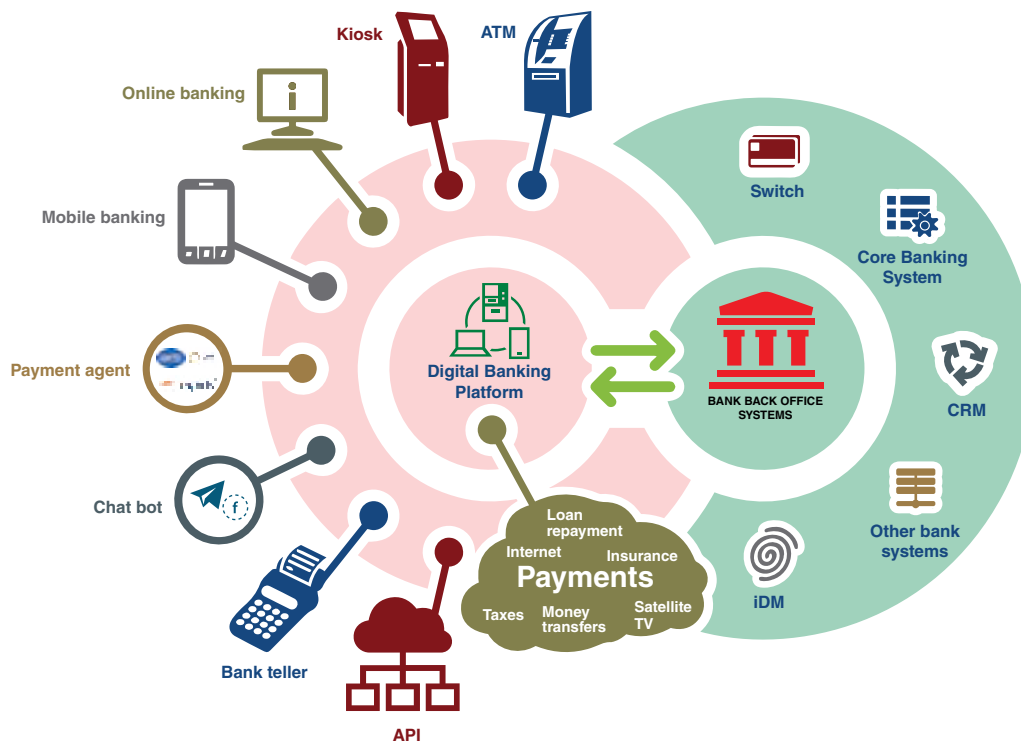 Kiosk
ATM
Online banking
Mobile banking
Payment agent
Chat bot
Bank teller
API
Digital Banking
Platform
BANK BACK OFFICE
SYSTEMS
Switch
Core Banking
System
CRM
Other bank
systems
iDM
Loan
repayment
Internet
Insurance
Payments
Taxes
Money
transfers
Satellite
TV
i
f